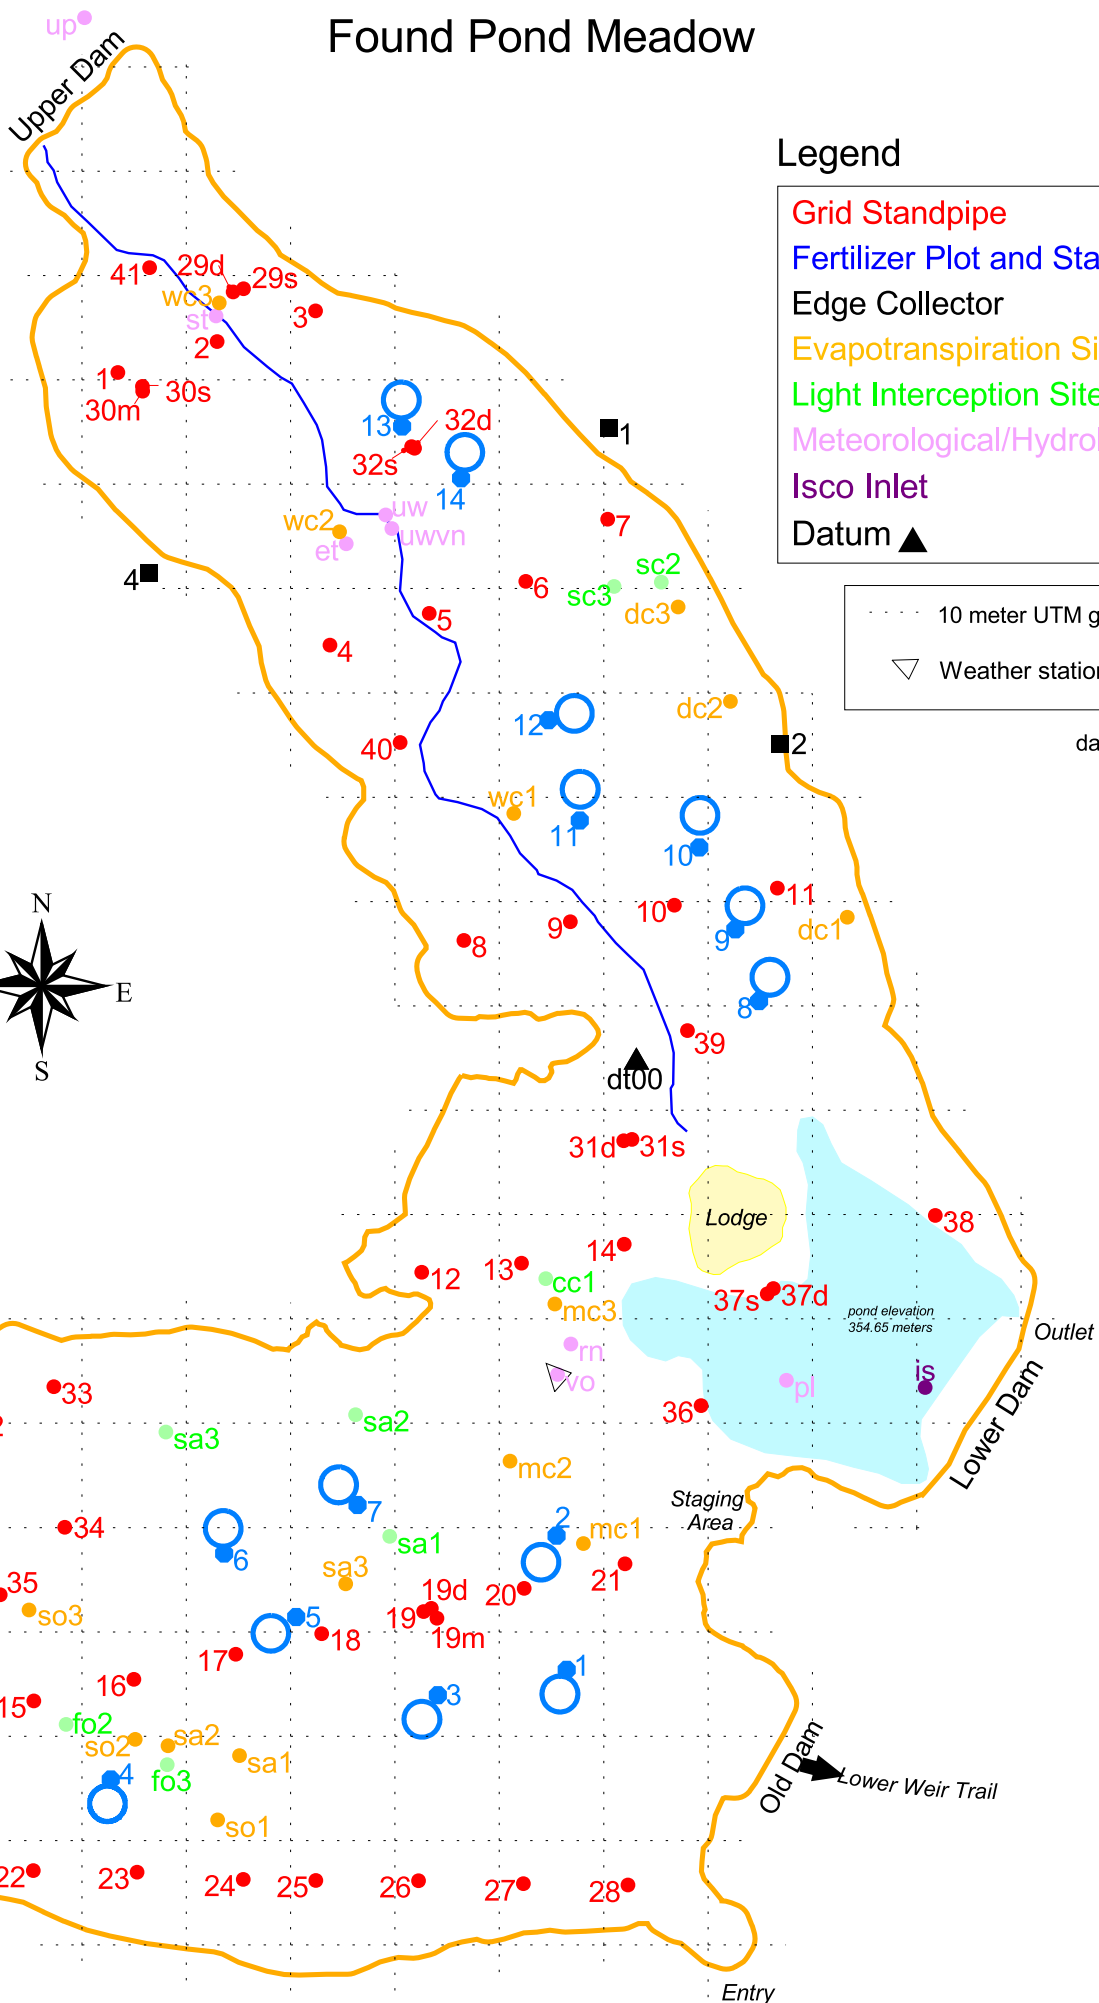 Found Pond Meadow
up
Upper Dam
Legend
Grid Standpipe
Fertilizer Plot and Sta
Edge Collector
Evapotranspiration Si
Light Interception Site
Meteorological/Hydrol
Isco Inlet
Datum
10 meter UTM g
Weather station
da
41
29d
29s
wc3
st
3
2
1
30s
30m
13
32d
32s
14
1
uw
wc2
uwvn
et
7
4
sc2
6
sc3
dc3
5
4
dc2
12
2
40
wc1
11
10
11
10
9
dc1
9
8
N
E
S
8
39
dt00
31d
31s
Lodge
38
14
13
12
cc1
37s
37d
mc3
pond elevation
354.65 meters
Outlet
rn
vo
pl
is
33
36
Lower Dam
sa2
sa3
mc2
Staging
Area
7
2
34
sa1
mc1
6
sa3
35
21
20
19d
so3
19
5
19m
18
17
16
1
15
3
fo2
so2
sa2
sa1
fo3
4
Old Dam
Lower Weir Trail
so1
22
23
24
25
26
27
28
Entry